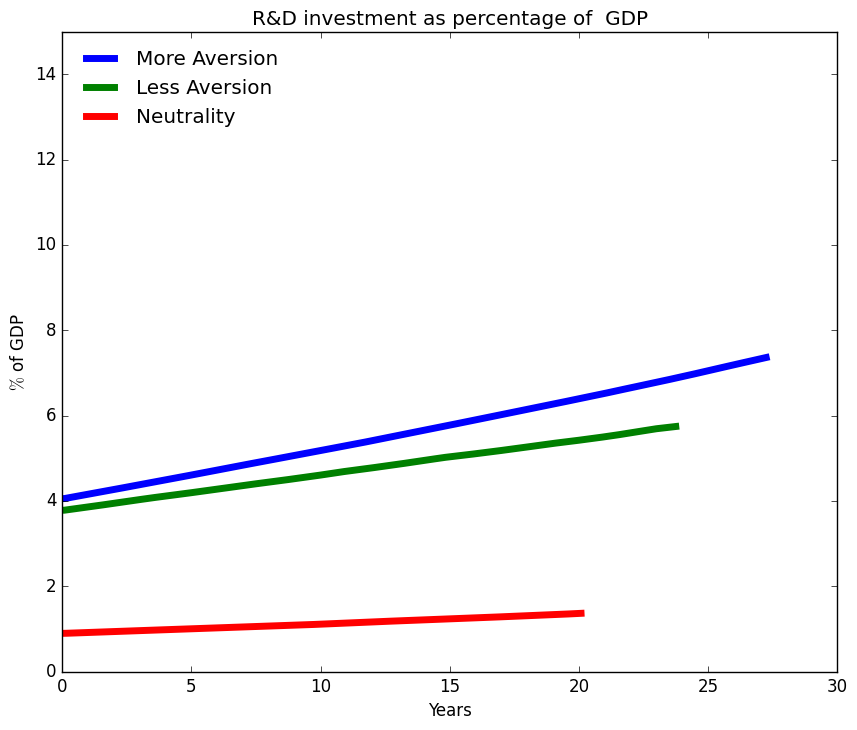 R&D investment as percentage of  GDP
More Aversion
Less Aversion
Neutrality
14
12
10
8
6
4
2
0
% of GDP
0 5 10 15 20 25 30
Years